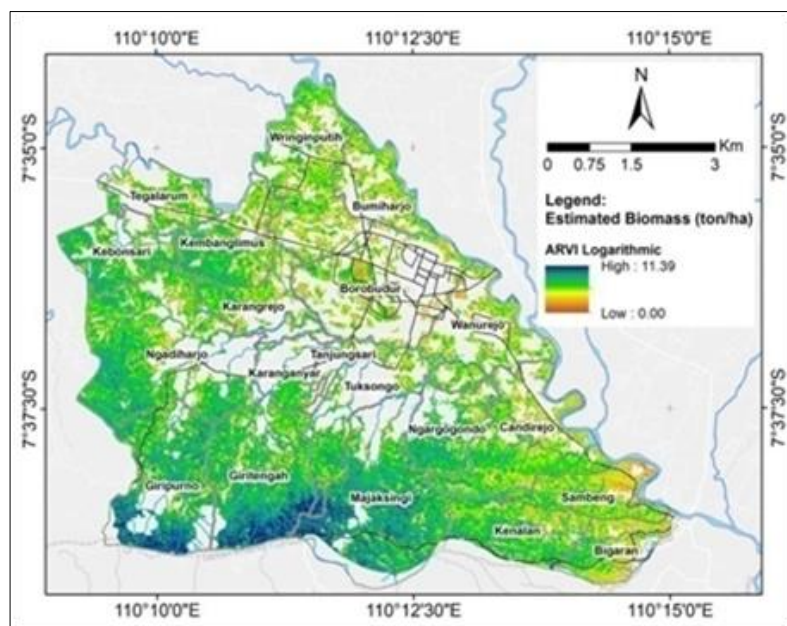 110°10'0"E 110°12'30"E 110°15'0"E
N
0 0.75 1.5 3 Km
Legend:
Estimated Biomass (ton/ha)
ARVI Logarithmic
High : 11.39
Low : 0.00
7°35'0"S 7°35'0"S
Wringinputih
Tegalarum
Bumiharjo
Kebonsari
Kembanglimus
Borobudur
Karangrejo
Wanurejo
Ngadiharjo
Tanjungsari
Karanganyar
Tuksongo
7°37'30"S 7°37'30"S
Ngargogondo
Candirejo
Giripurno
Giritengah
Majaksingi
Sambeng
Kenalan
Bigaran
110°10'0"E 110°12'30"E 110°15'0"E